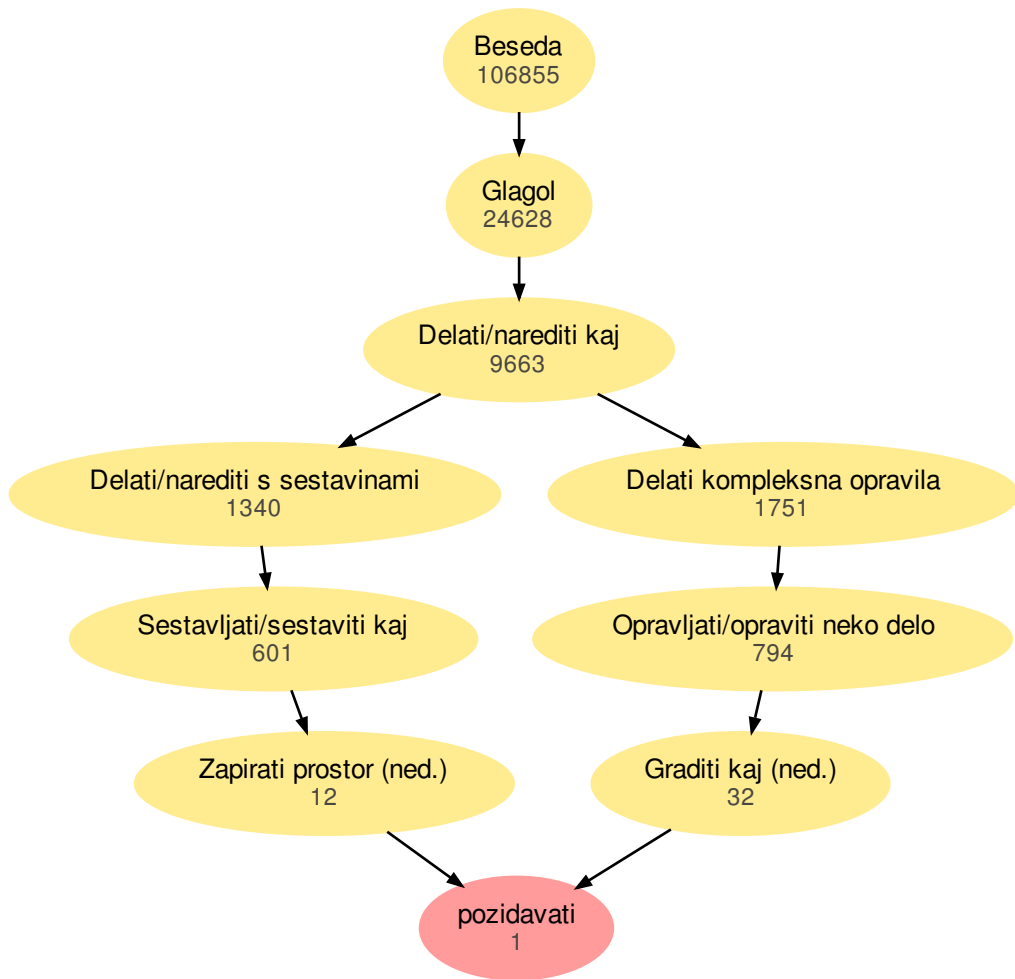 Beseda
106855
Glagol
24628
Delati/narediti kaj
9663
Delati/narediti s sestavinami
1340
Delati kompleksna opravila
1751
Sestavljati/sestaviti kaj
601
Opravljati/opraviti neko delo
794
Zapirati prostor (ned.)
12
Graditi kaj (ned.)
32
pozidavati
1